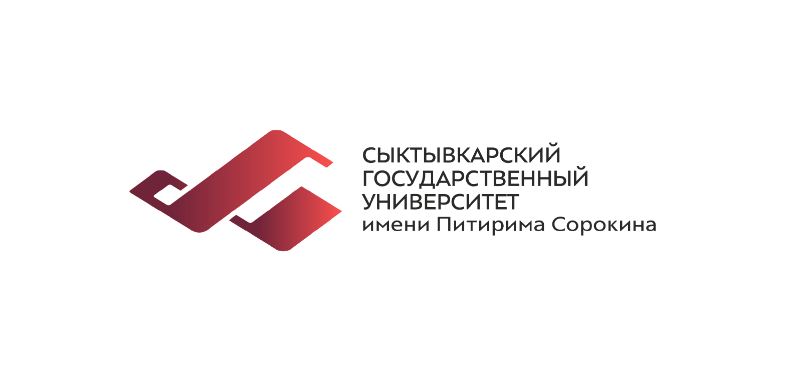 СЫКТЫВКАРСКИЙ
ГОСУДАРСТВЕННЫЙ
УНИВЕРСИТЕТ
имени Питирима Сорокина